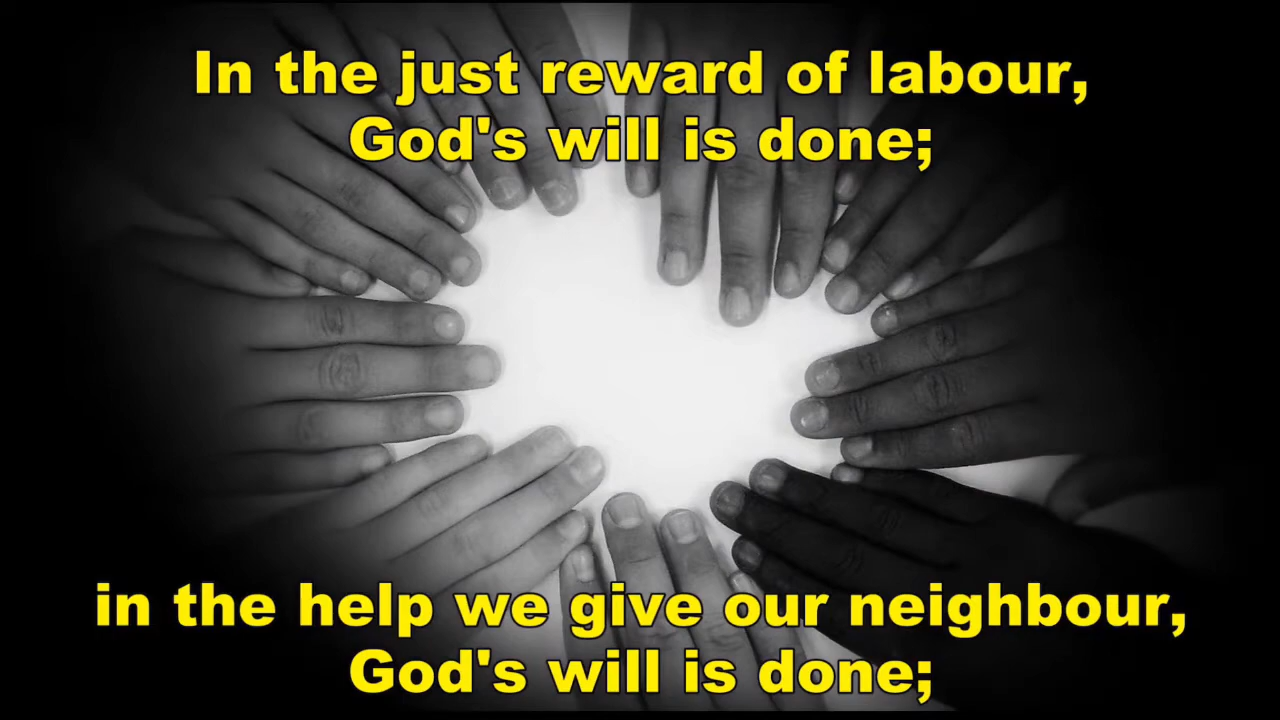 In the just reward of labour,
God's will is done;
in the help we give our neighbour,
God's will is done;